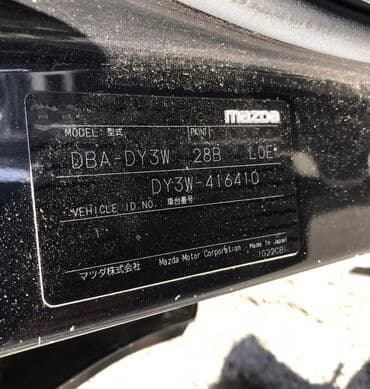 mazda
MODEL: 型式 PAINT
DBA-DY3W 28B LOE
DY3W-416410
VEHICLE ID.NO.: 車台番号
マツダ株式会社 Mazda Motor Corporation Made In Japan